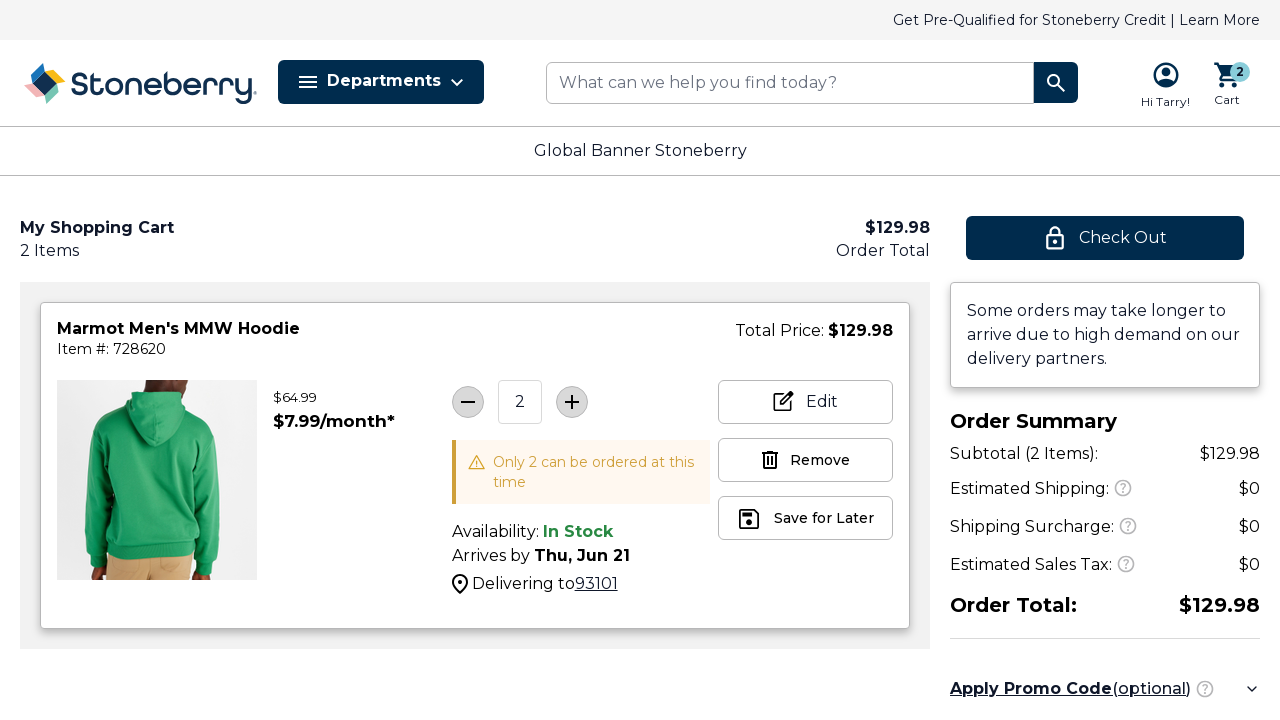 Get Pre-Qualified for Stoneberry Credit | Learn More
Stoneberry®
Departments
What can we help you find today?
Hi Tarry!
2
Cart
Global Banner Stoneberry
My Shopping Cart
$129.98
2 Items
Order Total
Check Out
Marmot Men's MMW Hoodie
Total Price: $129.98
Item #: 728620
$64.99
$7.99/month*
2
Only 2 can be ordered at this
time
Availability: In Stock
Arrives by Thu, Jun 21
Delivering to93101
Edit
Remove
Save for Later
Some orders may take longer to
arrive due to high demand on our
delivery partners.
Order Summary
Subtotal (2 Items): $129.98
Estimated Shipping: ? $0
Shipping Surcharge: ? $0
Estimated Sales Tax: ? $0
Order Total: $129.98
Apply Promo Code(optional) ?